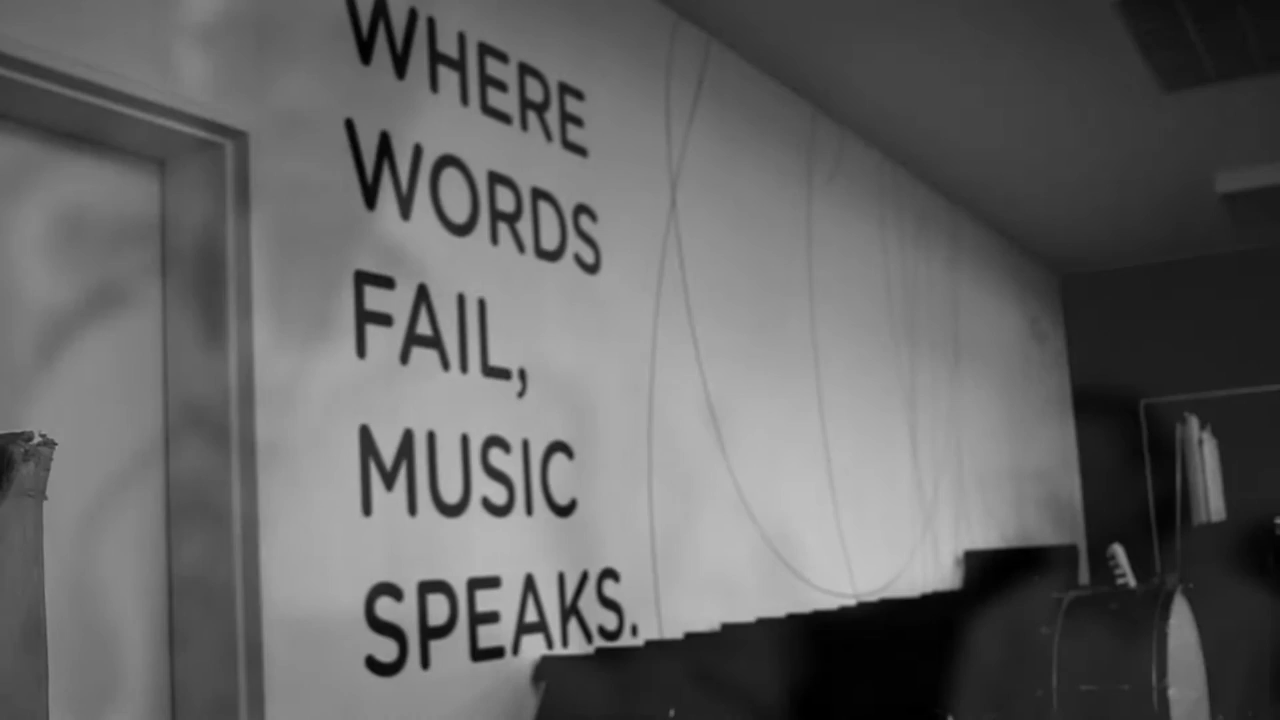 WHERE
WORDS
FAIL,
MUSIC
SPEAKS.